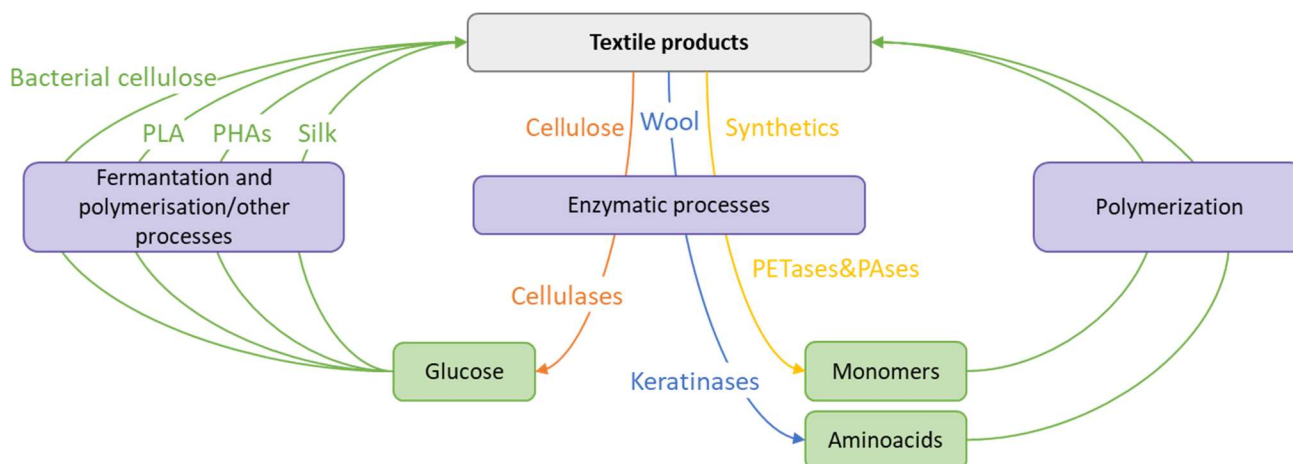 Textile products
Bacterial cellulose
PLA
PHAs
Silk
Cellulose
Wool
Synthetics
Fermantation and
polymerisation/other
processes
Enzymatic processes
Polymerization
Cellulases
PETases&PAses
Keratinases
Glucose
Monomers
Aminoacids